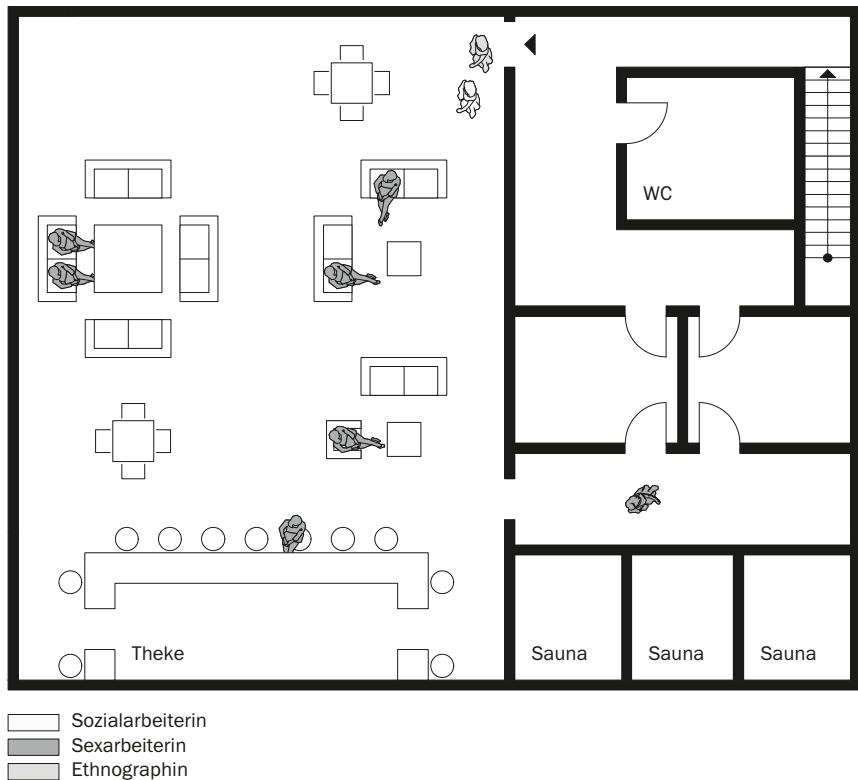 WC
Theke
Sauna
Sauna
Sauna
Sozialarbeiterin
Sexarbeiterin
Ethnographin